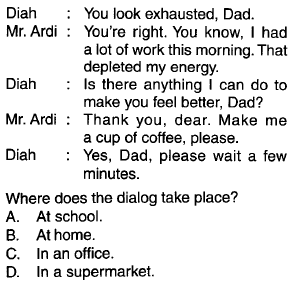 Diah : You look exhausted, Dad.
Mr. Ardi : You're right. You know, I had
a lot of work this morning. That
depleted my energy.
Diah : Is there anything I can do to
make you feel better, Dad?
Mr. Ardi : Thank you, dear. Make me
a cup of coffee, please.
Diah : Yes, Dad, please wait a few
minutes.
Where does the dialog take place?
A. At school.
B. At home.
C. In an office.
D. In a supermarket.